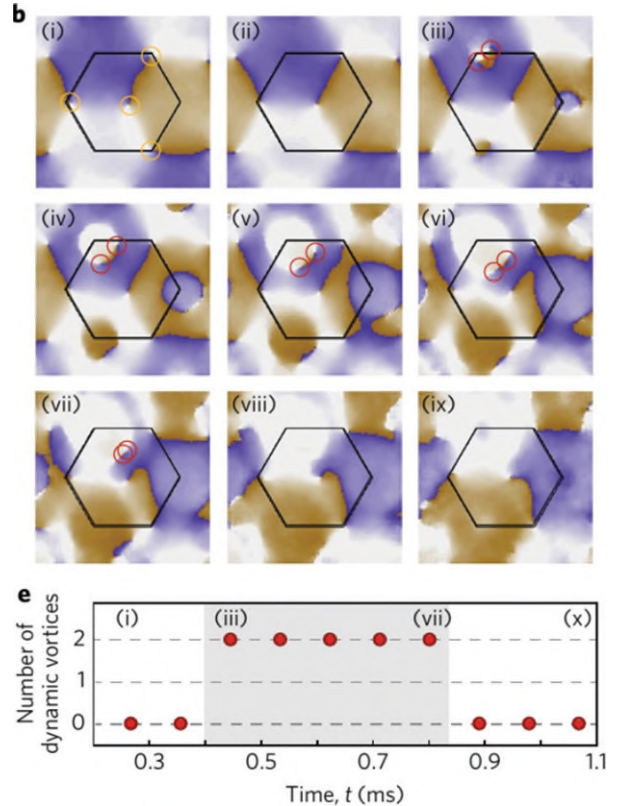 b
(i) (ii) (iii)
(iv) (v) (vi)
(vii) (viii) (ix)
e
(i) (iii) (vii) (x)
Number of
dynamic vortices
2
1
0
0.3 0.5 0.7 0.9 1.1
Time, t (ms)